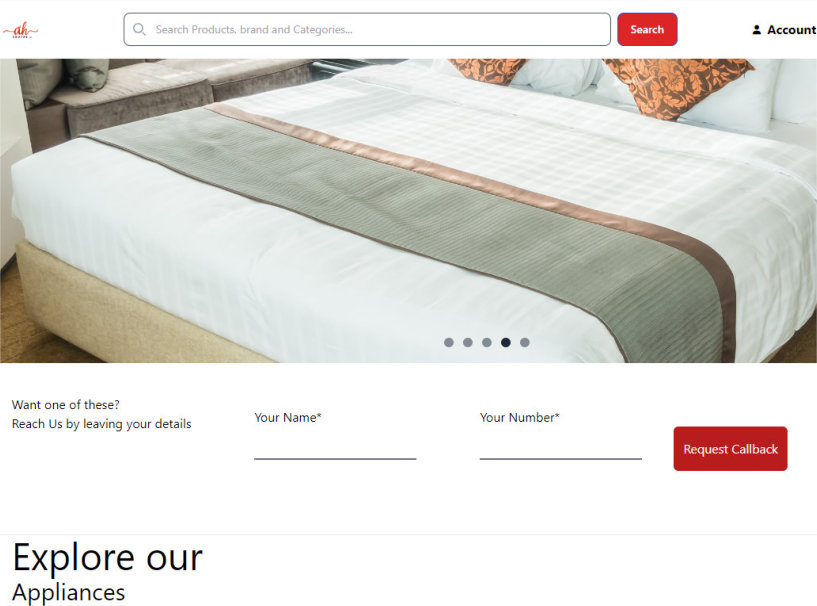 ah
Search Products, brand and Categories...
Search
Account
Want one of these?
Reach Us by leaving your details
Your Name*
Your Number*
Request Callback
Explore our
Appliances